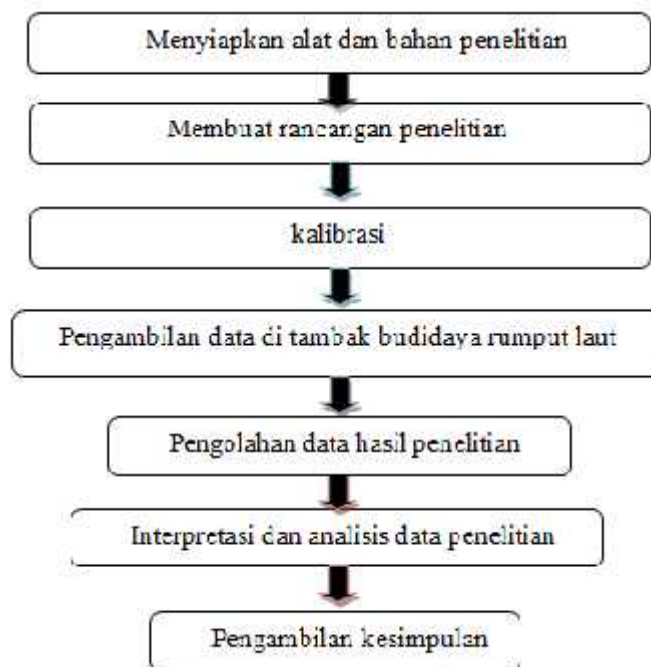 Menyiapkan alat dan bahan penelitian
Membuat rancangan penelitian
kalibrasi
Pengambilan data di tambak budidaya rumput laut
Pengolahan data hasil penelitian
Interpretasi dan analisis data penelitian
Pengambilan kesimpulan